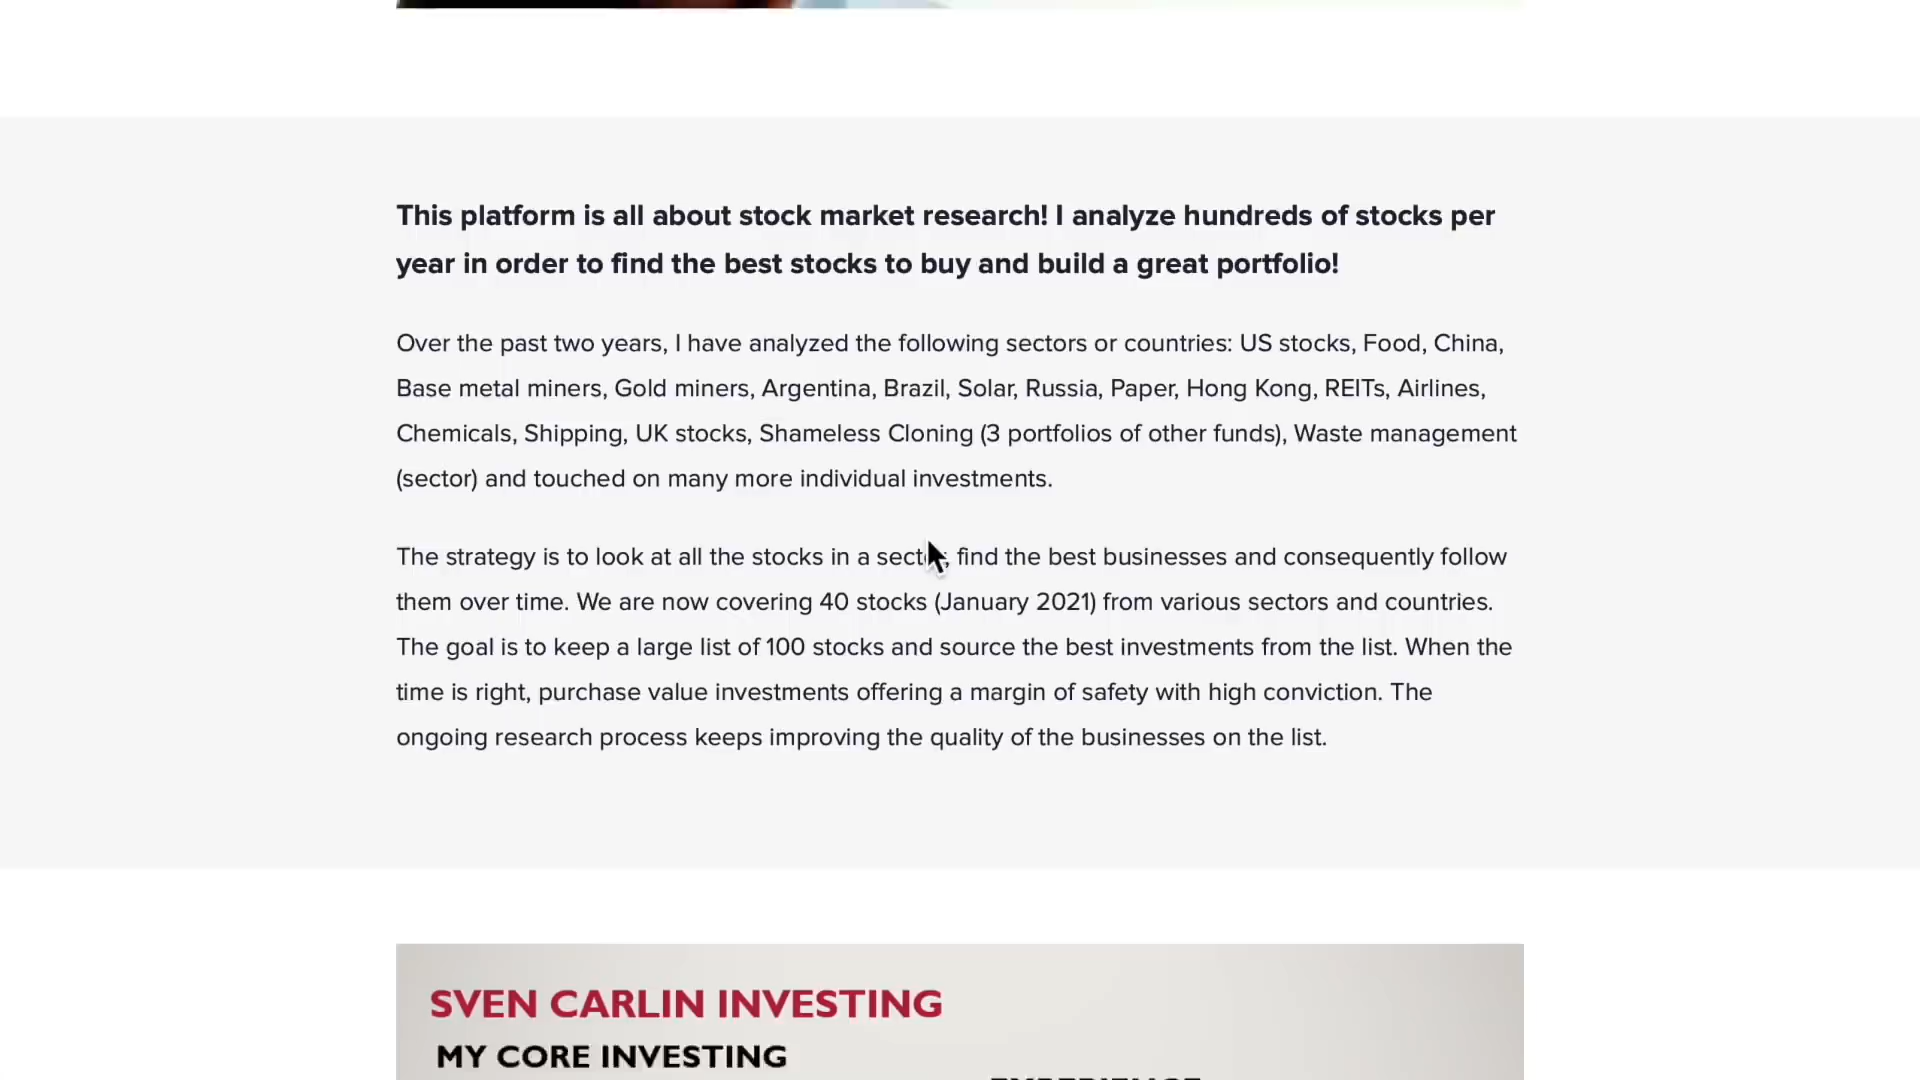 This platform is all about stock market research! I analyze hundreds of stocks per
year in order to find the best stocks to buy and build a great portfolio!
Over the past two years, I have analyzed the following sectors or countries: US stocks, Food, China,
Base metal miners, Gold miners, Argentina, Brazil, Solar, Russia, Paper, Hong Kong, REITs, Airlines,
Chemicals, Shipping, UK stocks, Shameless Cloning (3 portfolios of other funds), Waste management
(sector) and touched on many more individual investments.
The strategy is to look at all the stocks in a sector, find the best businesses and consequently follow
them over time. We are now covering 40 stocks (January 2021) from various sectors and countries.
The goal is to keep a large list of 100 stocks and source the best investments from the list. When the
time is right, purchase value investments offering a margin of safety with high conviction. The
ongoing research process keeps improving the quality of the businesses on the list.
SVEN CARLIN INVESTING
MY CORE INVESTING